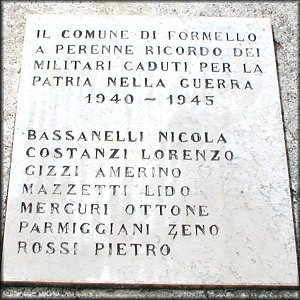 IL COMUNE DI FORMELLO
A PERENNE RICORDO DEI
MILITARI CADUTI PER LA
PATRIA NELLA GUERRA
1940 - 1945
BASSANELLI NICOLA
COSTANZI LORENZO
GIZZI AMERINO
MAZZETTI LIDO
MERCURI OTTONE
PARMIGGIANI ZENO
ROSSI PIETRO